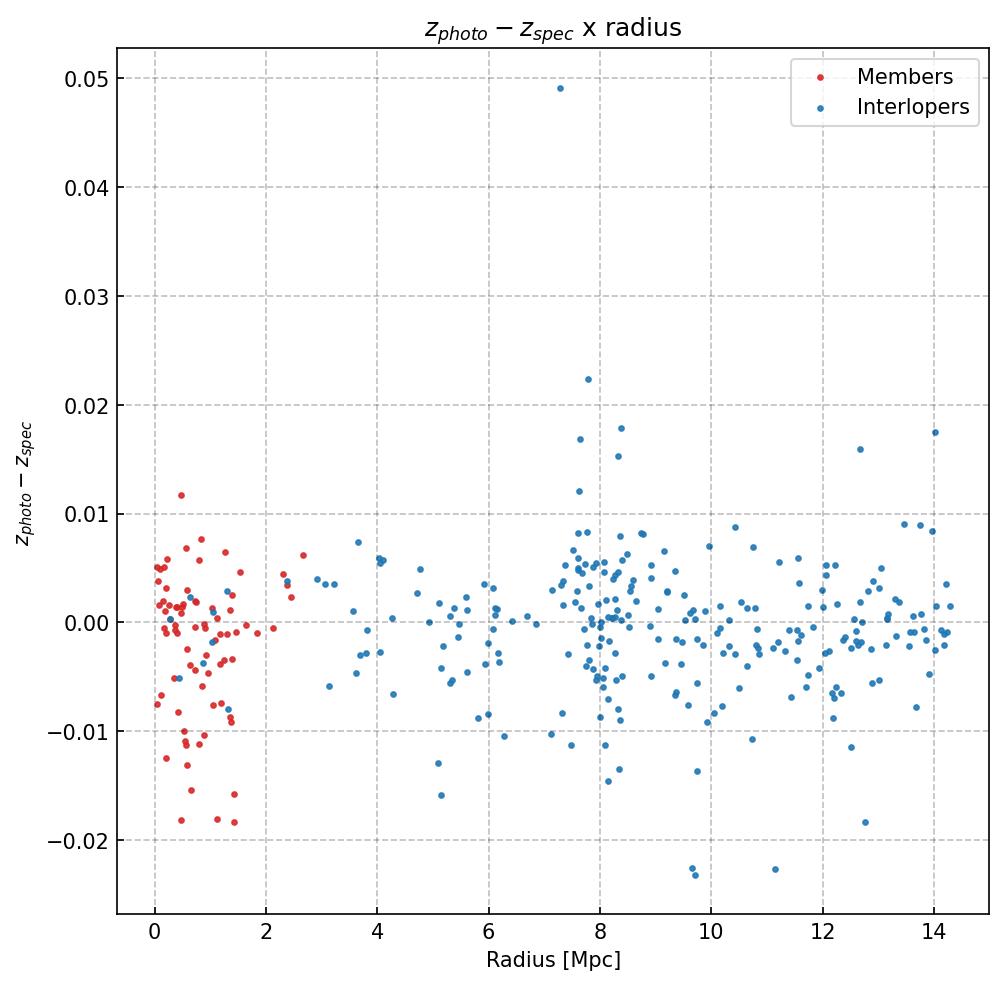 z_photo − z_spec x radius
Members
Interlopers
0.05
0.04
0.03
0.02
0.01
0.00
−0.01
−0.02
z_photo − z_spec
0 2 4 6 8 10 12 14
Radius [Mpc]